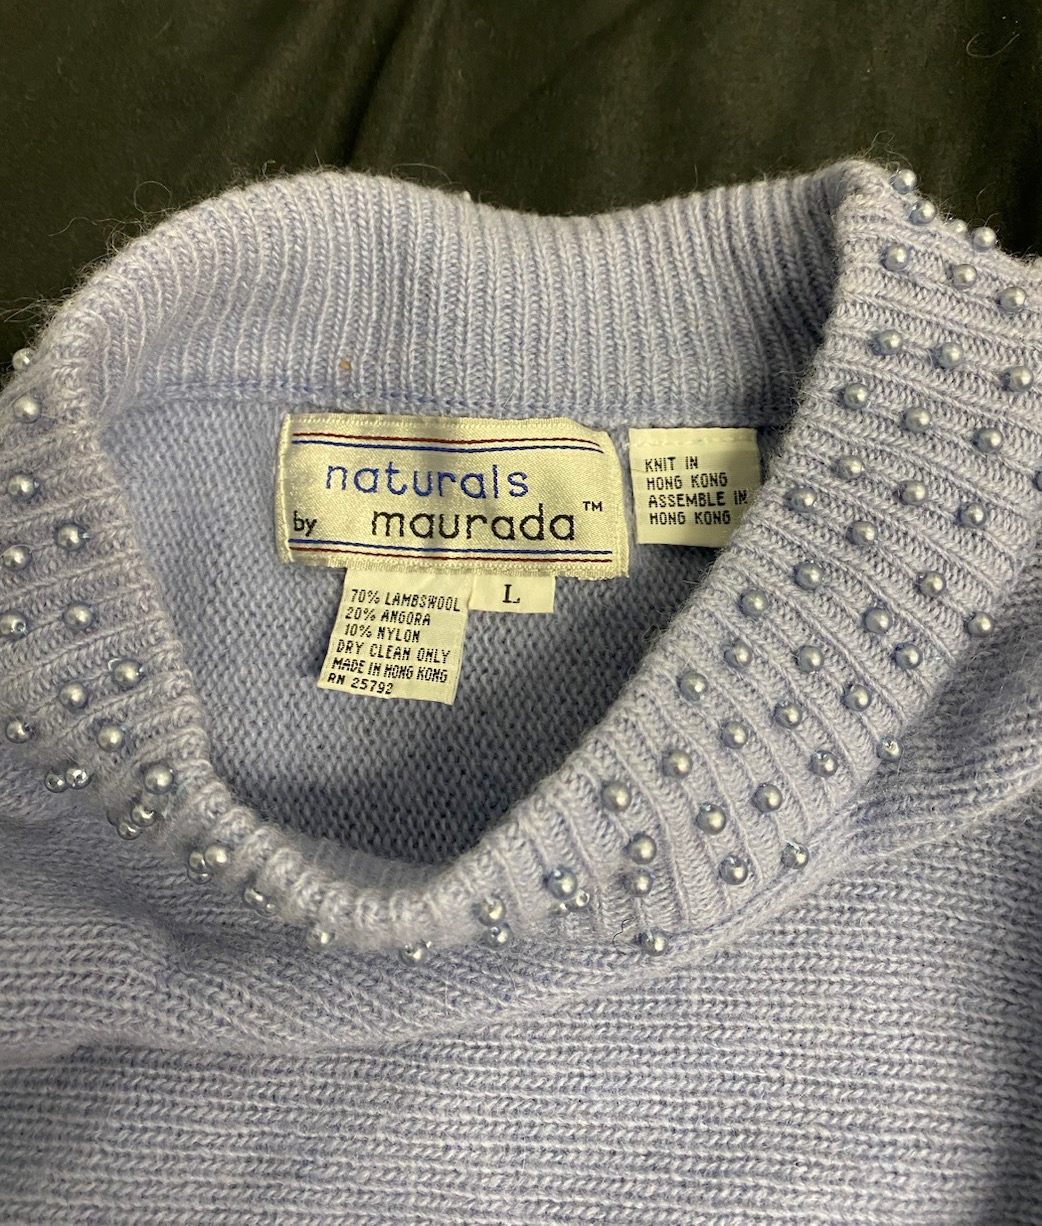 naturals
by maurada™
KNIT IN
HONG KONG
ASSEMBLE IN
HONG KONG
L
70% LAMBSWOOL
20% ANGORA
10% NYLON
DRY CLEAN ONLY
MADE IN HONG KONG
RN 25792